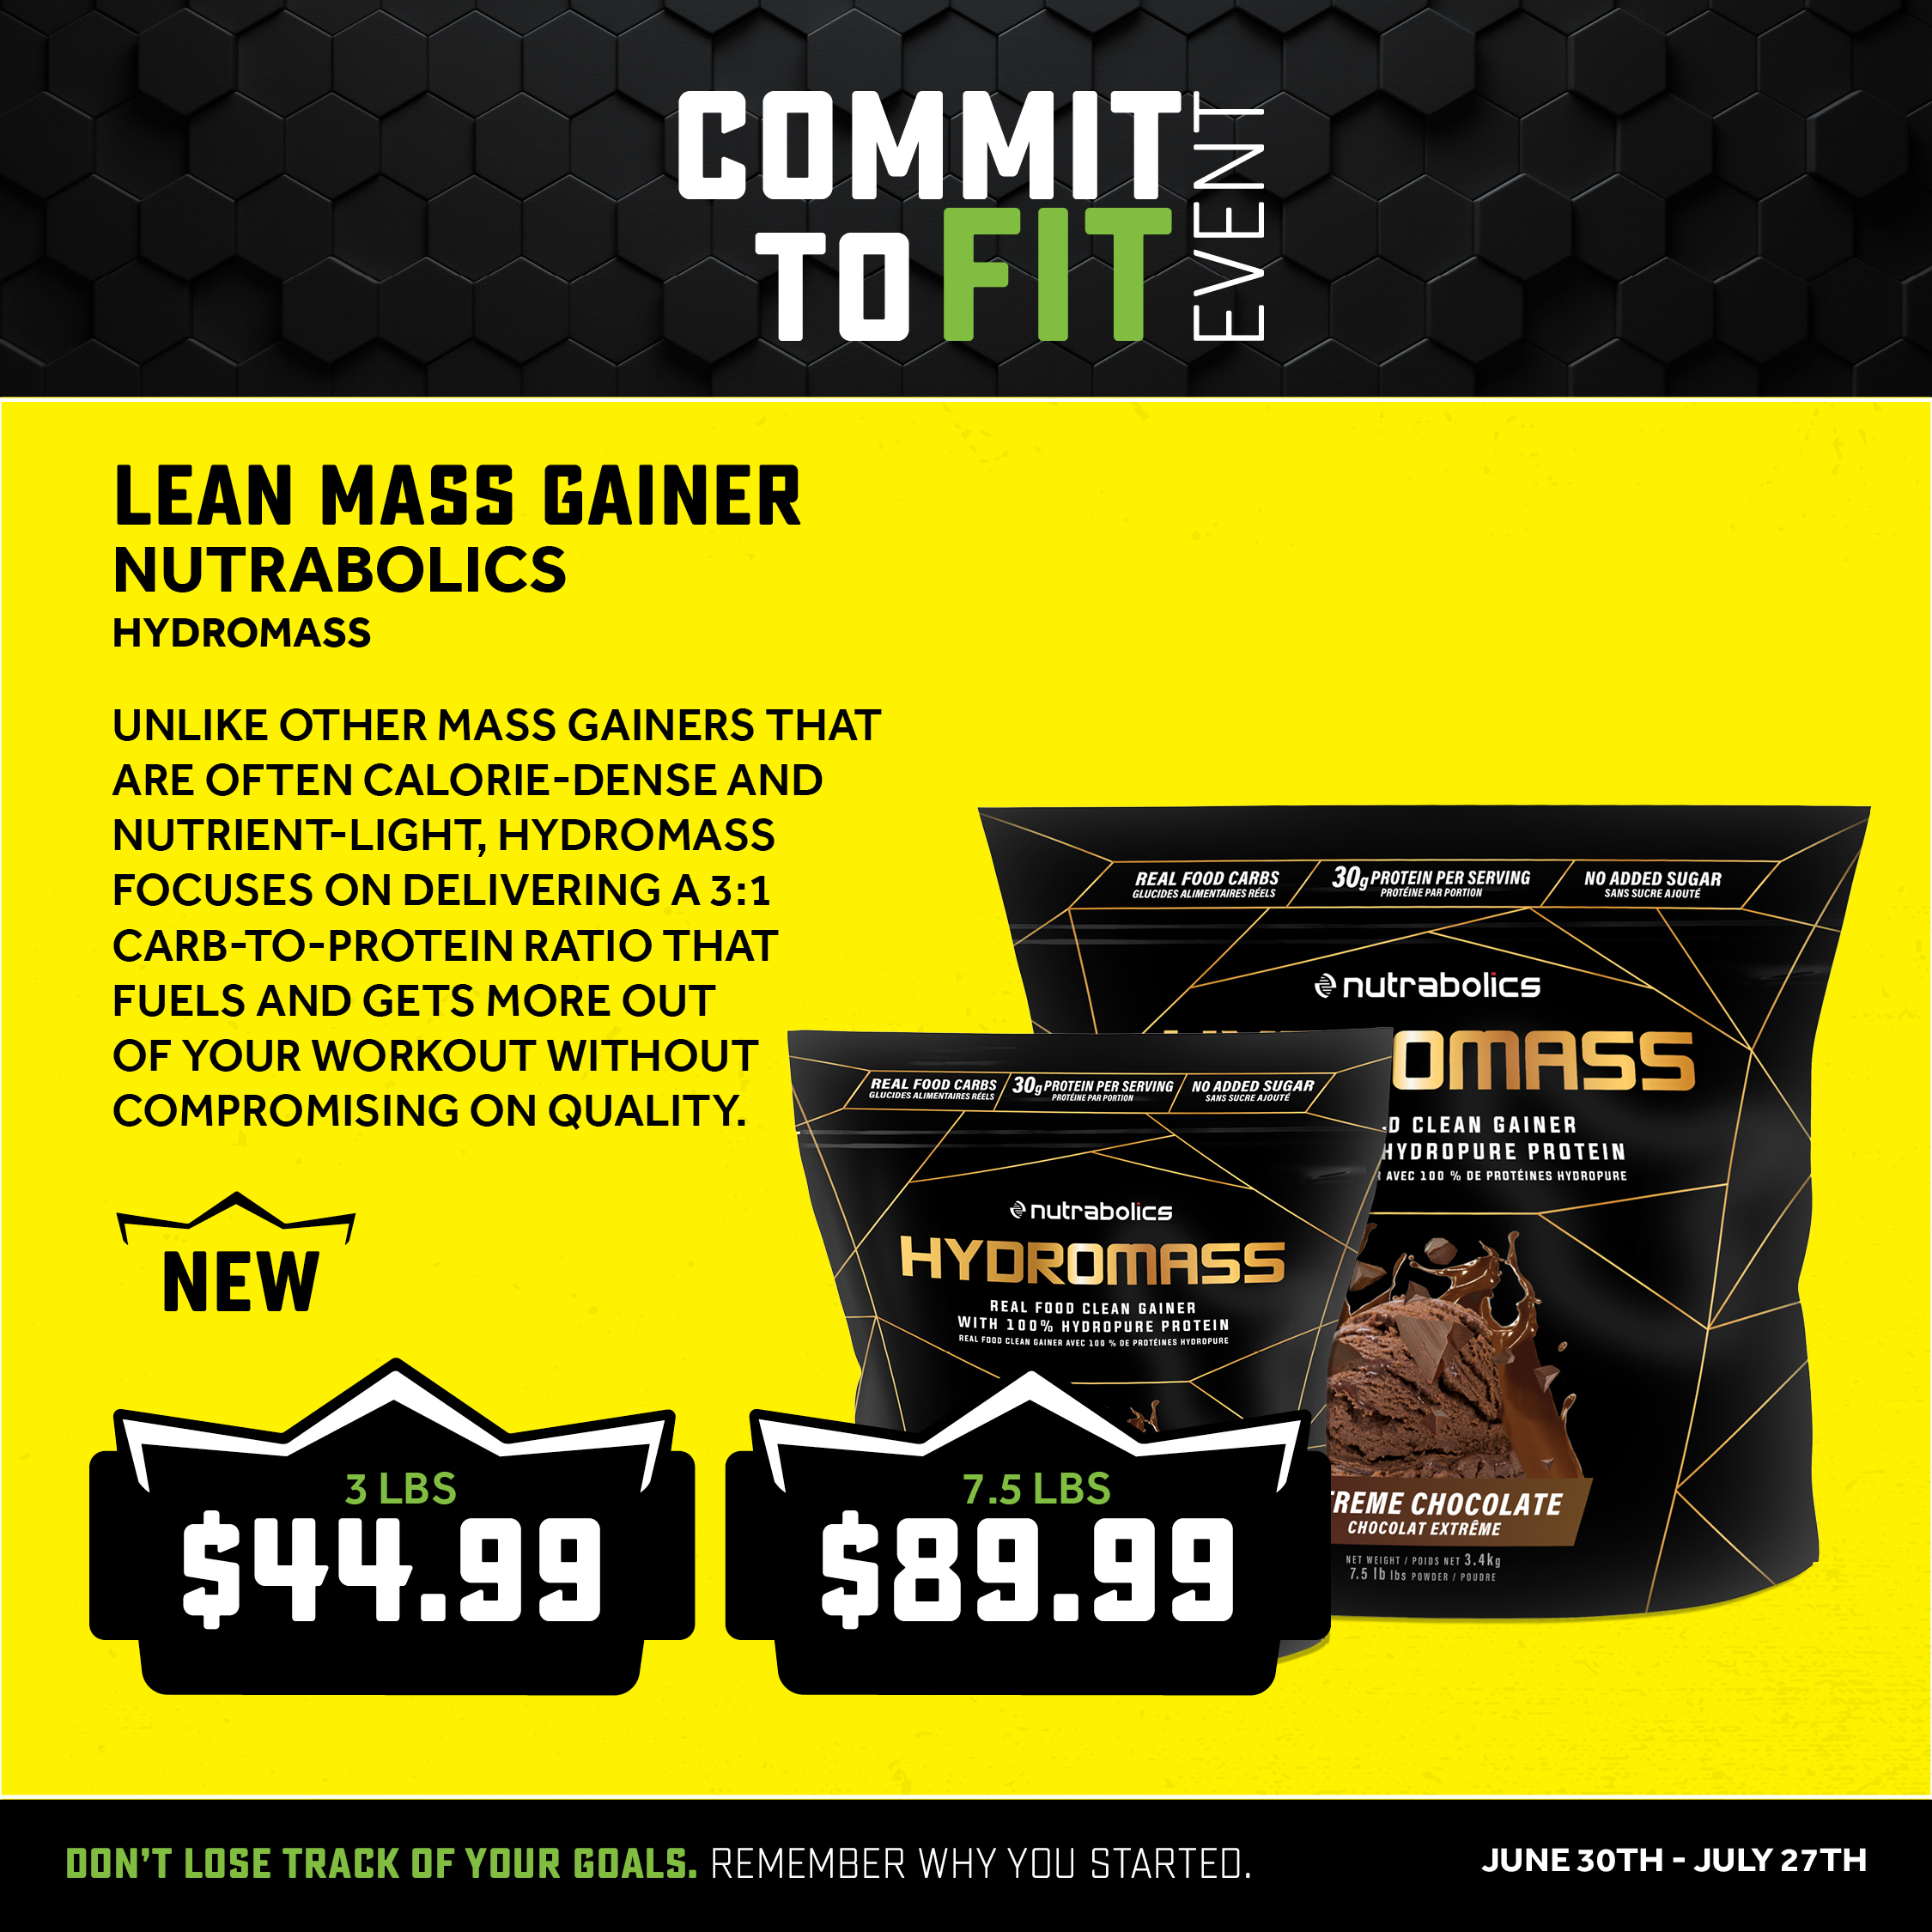 COMMIT
TO FIT
EVENT
LEAN MASS GAINER
NUTRABOLICS
HYDROMASS
UNLIKE OTHER MASS GAINERS THAT
ARE OFTEN CALORIE-DENSE AND
NUTRIENT-LIGHT, HYDROMASS
FOCUSES ON DELIVERING A 3:1
CARB-TO-PROTEIN RATIO THAT
FUELS AND GETS MORE OUT
OF YOUR WORKOUT WITHOUT
COMPROMISING ON QUALITY.
NEW
3 LBS
$44.99
7.5 LBS
$89.99
REAL FOOD CARBS
GLUCIDES ALIMENTAIRES RÉELS
30g PROTEIN PER SERVING
PROTÉINE PAR PORTION
NO ADDED SUGAR
SANS SUCRE AJOUTÉ
nutrabolics
OMASS
D CLEAN GAINER
HYDROPURE PROTEIN
AVEC 100 % DE PROTÉINES HYDROPURE
REME CHOCOLATE
CHOCOLAT EXTRÊME
NET WEIGHT / POIDS NET 3.4kg
7.5 lb lbs POWDER / POUDRE
REAL FOOD CARBS
GLUCIDES ALIMENTAIRES RÉELS
30g PROTEIN PER SERVING
PROTÉINE PAR PORTION
NO ADDED SUGAR
SANS SUCRE AJOUTÉ
nutrabolics
HYDROMASS
REAL FOOD CLEAN GAINER
WITH 100% HYDROPURE PROTEIN
REAL FOOD CLEAN GAINER AVEC 100 % DE PROTÉINES HYDROPURE
DON'T LOSE TRACK OF YOUR GOALS. REMEMBER WHY YOU STARTED.
JUNE 30TH - JULY 27TH